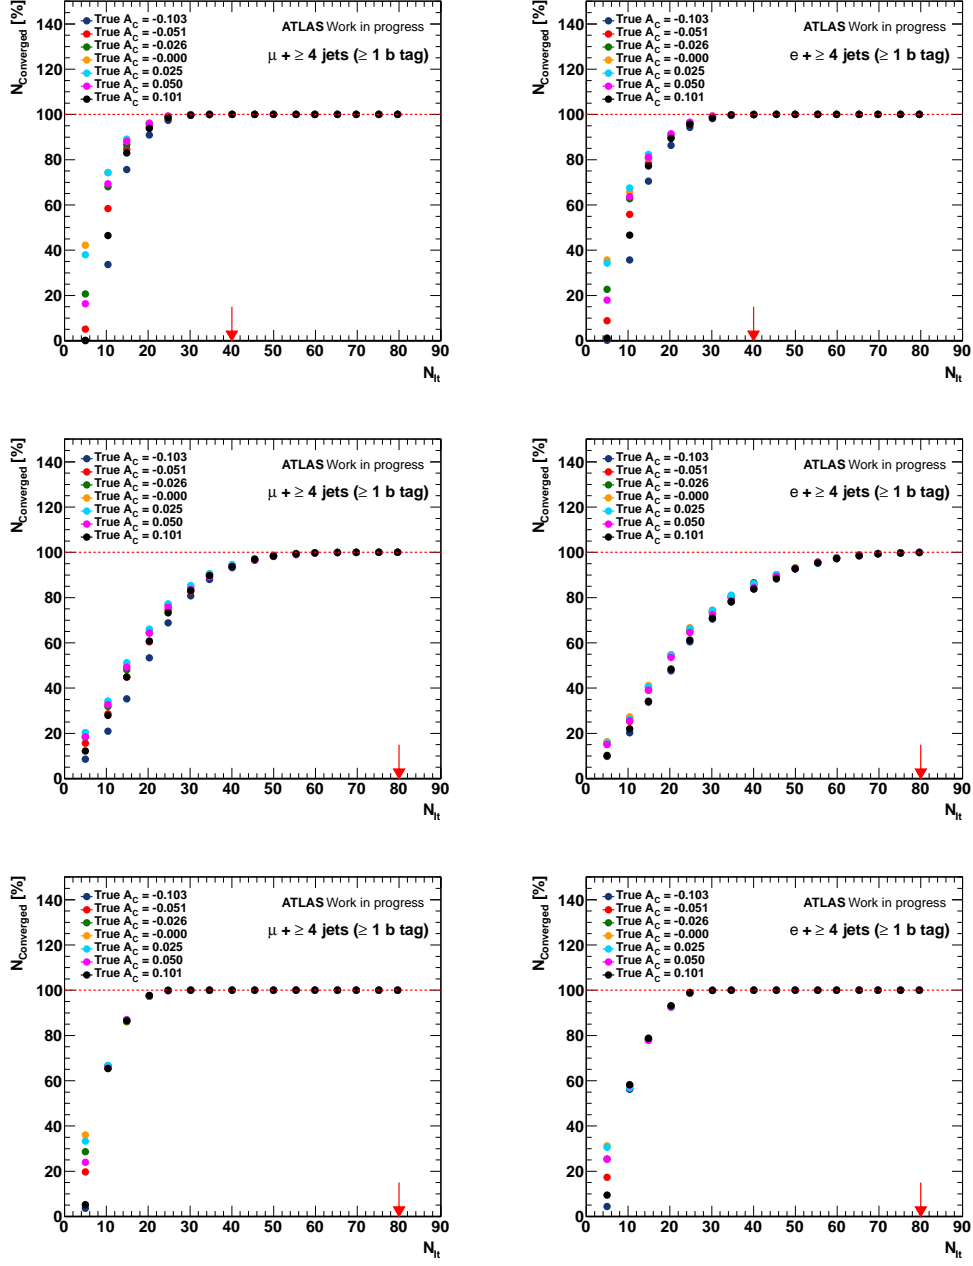 N_Converged [%]
True A_C = -0.103
True A_C = -0.051
True A_C = -0.026
True A_C = -0.000
True A_C = 0.025
True A_C = 0.050
True A_C = 0.101
ATLAS Work in progress
μ + ≥ 4 jets (≥ 1 b tag)
140
120
100
80
60
40
20
0
0 10 20 30 40 50 60 70 80 90
N_It
N_Converged [%]
True A_C = -0.103
True A_C = -0.051
True A_C = -0.026
True A_C = -0.000
True A_C = 0.025
True A_C = 0.050
True A_C = 0.101
ATLAS Work in progress
e + ≥ 4 jets (≥ 1 b tag)
140
120
100
80
60
40
20
0
0 10 20 30 40 50 60 70 80 90
N_It
N_Converged [%]
True A_C = -0.103
True A_C = -0.051
True A_C = -0.026
True A_C = -0.000
True A_C = 0.025
True A_C = 0.050
True A_C = 0.101
ATLAS Work in progress
μ + ≥ 4 jets (≥ 1 b tag)
140
120
100
80
60
40
20
0
0 10 20 30 40 50 60 70 80 90
N_It
N_Converged [%]
True A_C = -0.103
True A_C = -0.051
True A_C = -0.026
True A_C = -0.000
True A_C = 0.025
True A_C = 0.050
True A_C = 0.101
ATLAS Work in progress
e + ≥ 4 jets (≥ 1 b tag)
140
120
100
80
60
40
20
0
0 10 20 30 40 50 60 70 80 90
N_It
N_Converged [%]
True A_C = -0.103
True A_C = -0.051
True A_C = -0.026
True A_C = -0.000
True A_C = 0.025
True A_C = 0.050
True A_C = 0.101
ATLAS Work in progress
μ + ≥ 4 jets (≥ 1 b tag)
140
120
100
80
60
40
20
0
0 10 20 30 40 50 60 70 80 90
N_It
N_Converged [%]
True A_C = -0.103
True A_C = -0.051
True A_C = -0.026
True A_C = -0.000
True A_C = 0.025
True A_C = 0.050
True A_C = 0.101
ATLAS Work in progress
e + ≥ 4 jets (≥ 1 b tag)
140
120
100
80
60
40
20
0
0 10 20 30 40 50 60 70 80 90
N_It